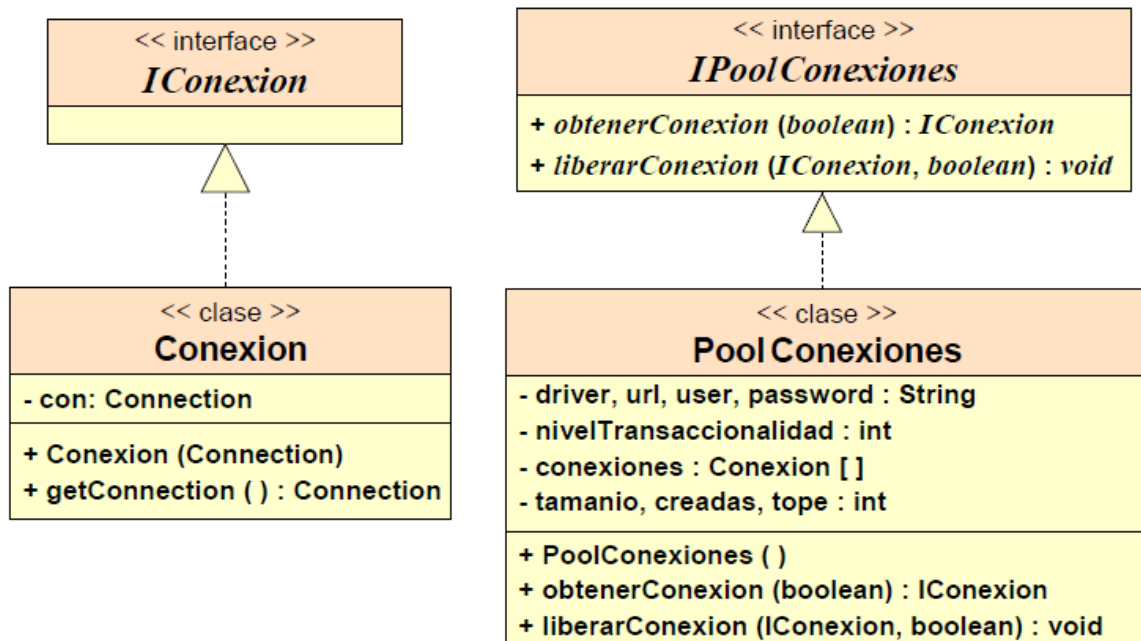 << interface >>
IConexion
<< clase >>
Conexion
- con: Connection
+ Conexion (Connection)
+ getConnection ( ) : Connection
<< interface >>
IPoolConexiones
+ obtenerConexion (boolean) : IConexion
+ liberarConexion (IConexion, boolean) : void
<< clase >>
PoolConexiones
- driver, url, user, password : String
- nivelTransaccionalidad : int
- conexiones : Conexion [ ]
- tamanio, creadas, tope : int
+ PoolConexiones ( )
+ obtenerConexion (boolean) : IConexion
+ liberarConexion (IConexion, boolean) : void